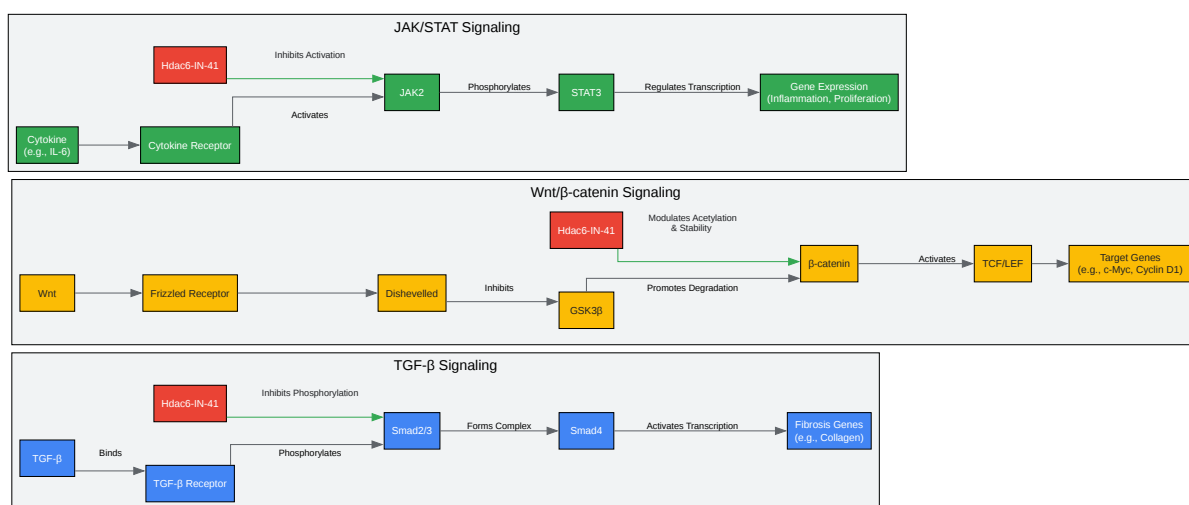 JAK/STAT Signaling
Hdac6-IN-41
Inhibits Activation
JAK2
Phosphorylates
STAT3
Regulates Transcription
Gene Expression
(Inflammation, Proliferation)
Activates
Cytokine
(e.g., IL-6)
Cytokine Receptor
Wnt/β-catenin Signaling
Hdac6-IN-41
Modulates Acetylation
& Stability
β-catenin
Activates
TCF/LEF
Target Genes
(e.g., c-Myc, Cyclin D1)
Wnt
Frizzled Receptor
Dishevelled
Inhibits
GSK3β
Promotes Degradation
TGF-β Signaling
Hdac6-IN-41
Inhibits Phosphorylation
Smad2/3
Forms Complex
Smad4
Activates Transcription
Fibrosis Genes
(e.g., Collagen)
TGF-β
Binds
TGF-β Receptor
Phosphorylates